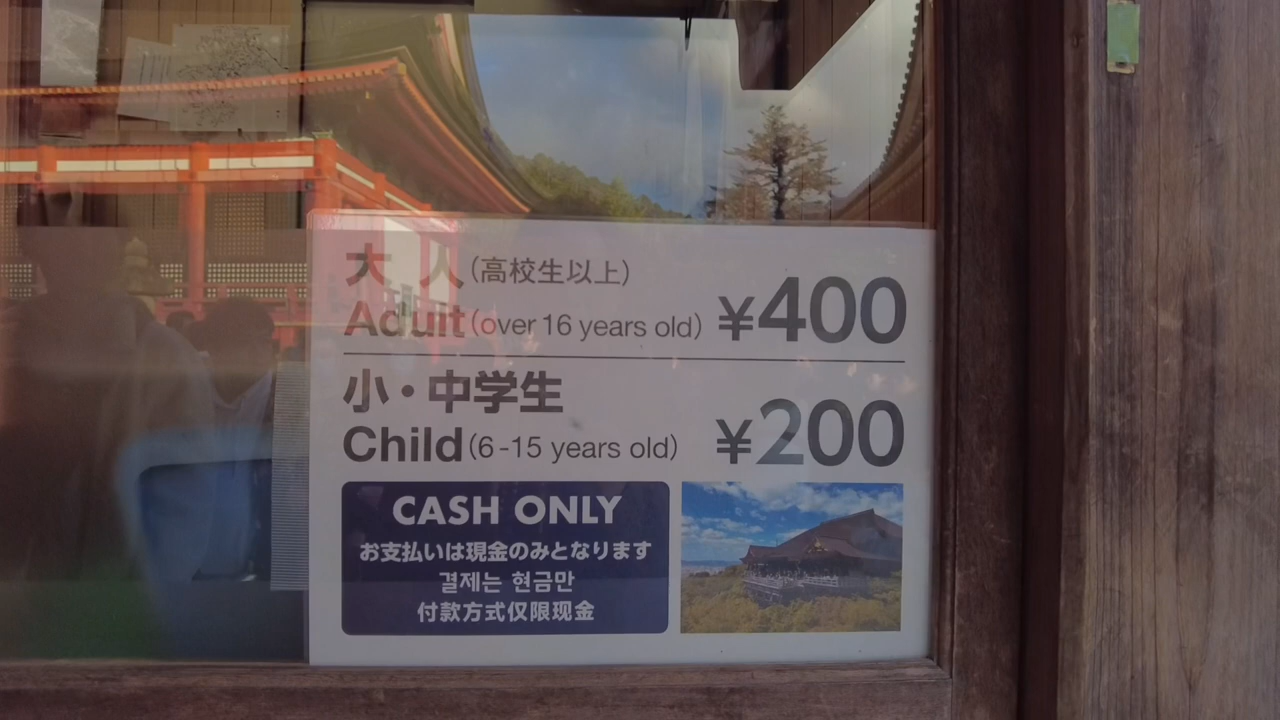 大 人(高校生以上)
Adult(over 16 years old) ¥400
小・中学生
Child(6-15 years old) ¥200
CASH ONLY
お支払いは現金のみとなります
결제는 현금만
付款方式仅限现金